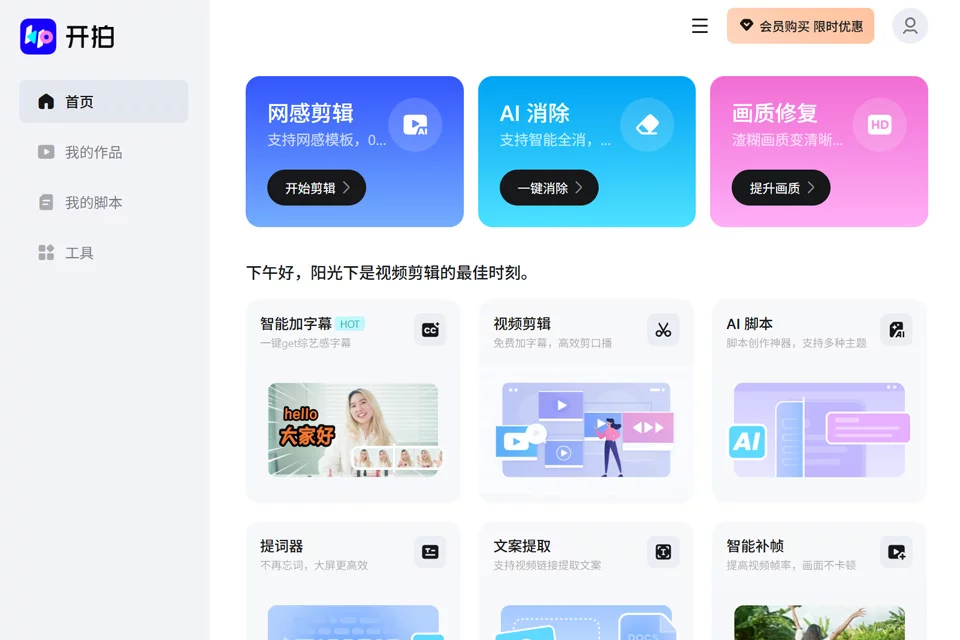 开拍
首页
我的作品
我的脚本
工具
会员购买 限时优惠
网感剪辑
支持网感模板，0...
开始剪辑
AI
AI 消除
支持智能全消，...
一键消除
画质修复
渣糊画质变清晰...
提升画质
HD
下午好，阳光下是视频剪辑的最佳时刻。
智能加字幕 HOT
一键get综艺感字幕
CC
hello
大家好
视频剪辑
免费加字幕，高效剪口播
AI 脚本
脚本创作神器，支持多种主题
AI
AI
提词器
不再忘词，大屏更高效
文案提取
支持视频链接提取文案
T
DOCS
智能补帧
提高视频帧率，画面不卡顿